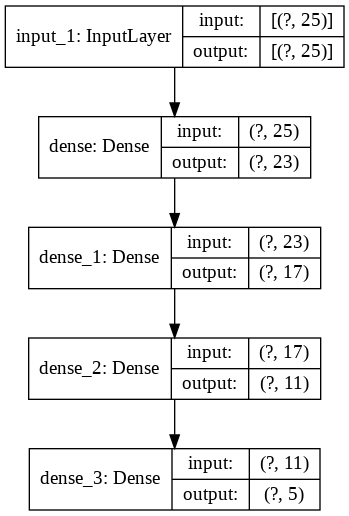 input_1: InputLayer
input: [(?, 25)]
output: [(?, 25)]
dense: Dense
input: (?, 25)
output: (?, 23)
dense_1: Dense
input: (?, 23)
output: (?, 17)
dense_2: Dense
input: (?, 17)
output: (?, 11)
dense_3: Dense
input: (?, 11)
output: (?, 5)